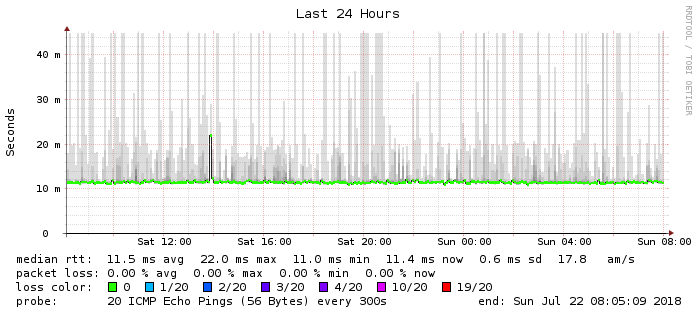 Last 24 Hours
RRDTOOL / TOBI OETIKER
Seconds
40 m
30 m
20 m
10 m
0
Sat 12:00 Sat 16:00 Sat 20:00 Sun 00:00 Sun 04:00 Sun 08:00
median rtt: 11.5 ms avg 22.0 ms max 11.0 ms min 11.4 ms now 0.6 ms sd 17.8 am/s
packet loss: 0.00 % avg 0.00 % max 0.00 % min 0.00 % now
loss color: 0 1/20 2/20 3/20 4/20 10/20 19/20
probe: 20 ICMP Echo Pings (56 Bytes) every 300s end: Sun Jul 22 08:05:09 2018